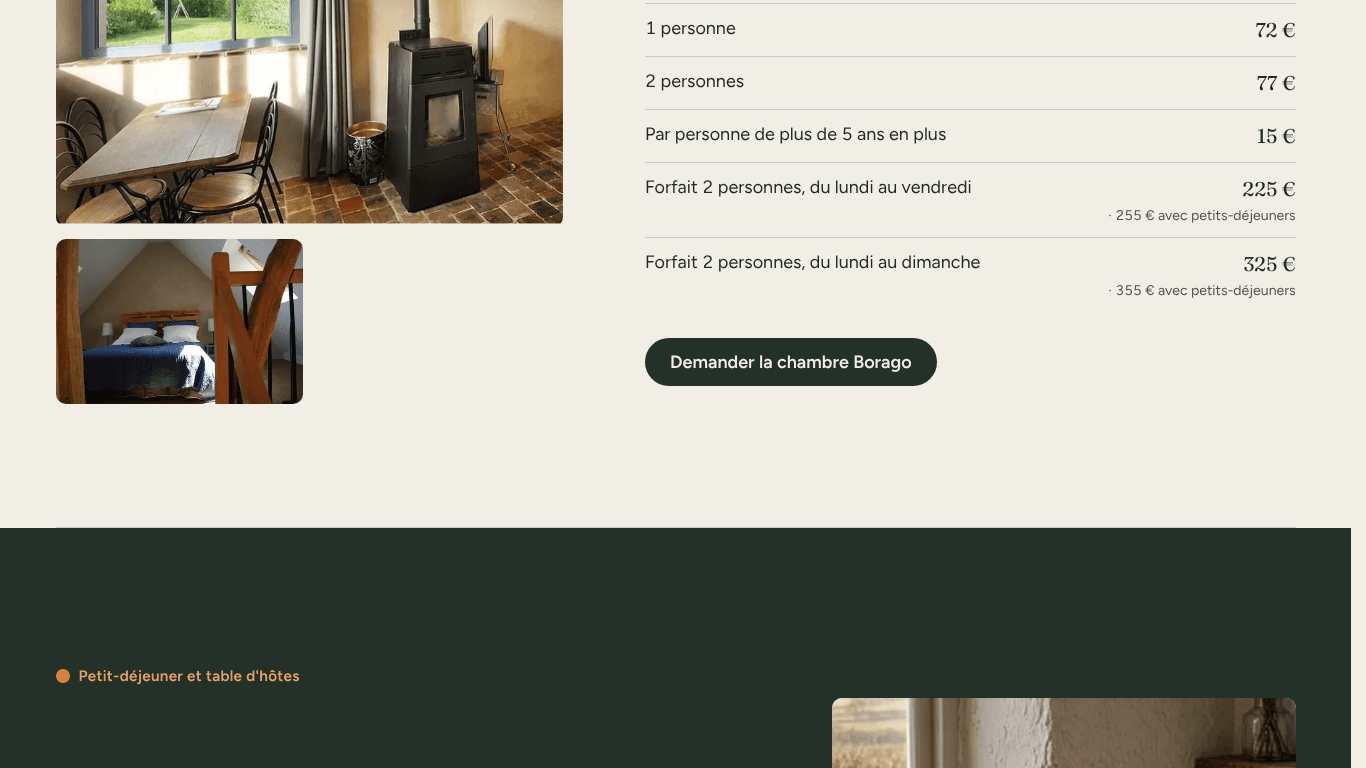 1 personne
72 €
2 personnes
77 €
Par personne de plus de 5 ans en plus
15 €
Forfait 2 personnes, du lundi au vendredi
225 €
· 255 € avec petits-déjeuners
Forfait 2 personnes, du lundi au dimanche
325 €
· 355 € avec petits-déjeuners
Demander la chambre Borago
Petit-déjeuner et table d'hôtes